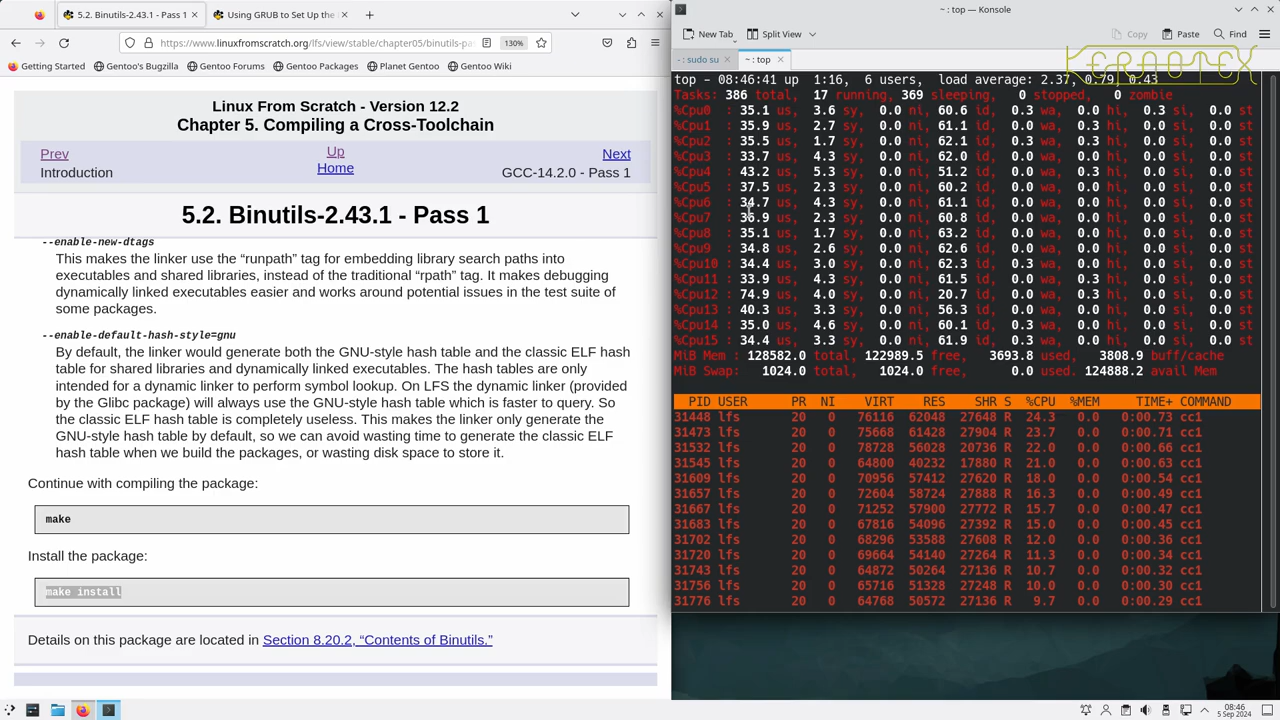 5.2. Binutils-2.43.1 - Pass 1
Using GRUB to Set Up the
https://www.linuxfromscratch.org/lfs/view/stable/chapter05/binutils-pa
130%
Getting Started
Gentoo's Bugzilla
Gentoo Forums
Gentoo Packages
Planet Gentoo
Gentoo Wiki
Linux From Scratch - Version 12.2
Chapter 5. Compiling a Cross-Toolchain
Prev
Up
Next
Introduction
Home
GCC-14.2.0 - Pass 1
5.2. Binutils-2.43.1 - Pass 1
--enable-new-dtags
This makes the linker use the “runpath” tag for embedding library search paths into
executables and shared libraries, instead of the traditional “rpath” tag. It makes debugging
dynamically linked executables easier and works around potential issues in the test suite of
some packages.
--enable-default-hash-style=gnu
By default, the linker would generate both the GNU-style hash table and the classic ELF hash
table for shared libraries and dynamically linked executables. The hash tables are only
intended for a dynamic linker to perform symbol lookup. On LFS the dynamic linker (provided
by the Glibc package) will always use the GNU-style hash table which is faster to query. So
the classic ELF hash table is completely useless. This makes the linker only generate the
GNU-style hash table by default, so we can avoid wasting time to generate the classic ELF
hash table when we build the packages, or wasting disk space to store it.
Continue with compiling the package:
make
Install the package:
make install
Details on this package are located in Section 8.20.2, “Contents of Binutils.”
~ : top — Konsole
New Tab
Split View
Copy
Paste
Find
~ : sudo su
~ : top
KEROOTEX
top - 08:46:41 up 1:16, 6 users, load average: 2.37, 0.79, 0.43
Tasks: 386 total, 17 running, 369 sleeping, 0 stopped, 0 zombie
%Cpu0 : 35.1 us, 3.6 sy, 0.0 ni, 60.6 id, 0.3 wa, 0.0 hi, 0.3 si, 0.0 st
%Cpu1 : 35.9 us, 2.7 sy, 0.0 ni, 61.1 id, 0.3 wa, 0.0 hi, 0.0 si, 0.0 st
%Cpu2 : 35.5 us, 1.7 sy, 0.0 ni, 62.1 id, 0.3 wa, 0.3 hi, 0.0 si, 0.0 st
%Cpu3 : 33.7 us, 4.3 sy, 0.0 ni, 62.0 id, 0.0 wa, 0.0 hi, 0.0 si, 0.0 st
%Cpu4 : 43.2 us, 5.3 sy, 0.0 ni, 51.2 id, 0.0 wa, 0.3 hi, 0.0 si, 0.0 st
%Cpu5 : 37.5 us, 2.3 sy, 0.0 ni, 60.2 id, 0.0 wa, 0.0 hi, 0.0 si, 0.0 st
%Cpu6 : 34.7 us, 4.3 sy, 0.0 ni, 61.1 id, 0.0 wa, 0.0 hi, 0.0 si, 0.0 st
%Cpu7 : 36.9 us, 2.3 sy, 0.0 ni, 60.8 id, 0.0 wa, 0.0 hi, 0.0 si, 0.0 st
%Cpu8 : 35.1 us, 1.7 sy, 0.0 ni, 63.2 id, 0.0 wa, 0.0 hi, 0.0 si, 0.0 st
%Cpu9 : 34.8 us, 2.6 sy, 0.0 ni, 62.6 id, 0.0 wa, 0.0 hi, 0.0 si, 0.0 st
%Cpu10 : 34.4 us, 3.0 sy, 0.0 ni, 62.3 id, 0.0 wa, 0.3 hi, 0.0 si, 0.0 st
%Cpu11 : 33.9 us, 4.3 sy, 0.0 ni, 61.5 id, 0.0 wa, 0.3 hi, 0.0 si, 0.0 st
%Cpu12 : 74.9 us, 4.0 sy, 0.0 ni, 20.7 id, 0.0 wa, 0.3 hi, 0.0 si, 0.0 st
%Cpu13 : 40.3 us, 3.3 sy, 0.0 ni, 56.3 id, 0.0 wa, 0.0 hi, 0.0 si, 0.0 st
%Cpu14 : 35.0 us, 4.6 sy, 0.0 ni, 60.1 id, 0.0 wa, 0.3 hi, 0.0 si, 0.0 st
%Cpu15 : 34.4 us, 3.3 sy, 0.0 ni, 61.9 id, 0.0 wa, 0.3 hi, 0.0 si, 0.0 st
MiB Mem : 128582.0 total, 122989.5 free, 3693.8 used, 3808.9 buff/cache
MiB Swap: 1024.0 total, 1024.0 free, 0.0 used. 124888.2 avail Mem
PID USER PR NI VIRT RES SHR S %CPU %MEM TIME+ COMMAND
31448 lfs 20 0 76116 62048 27648 R 24.3 0.0 0:00.73 cc1
31473 lfs 20 0 75668 61428 27904 R 23.7 0.0 0:00.71 cc1
31532 lfs 20 0 78728 56028 20736 R 22.0 0.0 0:00.66 cc1
31545 lfs 20 0 64800 40232 17880 R 21.0 0.0 0:00.63 cc1
31609 lfs 20 0 70956 57412 27620 R 18.0 0.0 0:00.54 cc1
31657 lfs 20 0 72604 58724 27888 R 16.3 0.0 0:00.49 cc1
31667 lfs 20 0 71252 57900 27772 R 15.7 0.0 0:00.47 cc1
31683 lfs 20 0 67816 54096 27392 R 15.0 0.0 0:00.45 cc1
31702 lfs 20 0 68296 53588 27608 R 12.0 0.0 0:00.36 cc1
31720 lfs 20 0 69664 54140 27264 R 11.3 0.0 0:00.34 cc1
31743 lfs 20 0 64872 50264 27136 R 10.7 0.0 0:00.32 cc1
31756 lfs 20 0 65716 51328 27248 R 10.0 0.0 0:00.30 cc1
31776 lfs 20 0 64768 50572 27136 R 9.7 0.0 0:00.29 cc1
08:46
5 Sep 2024